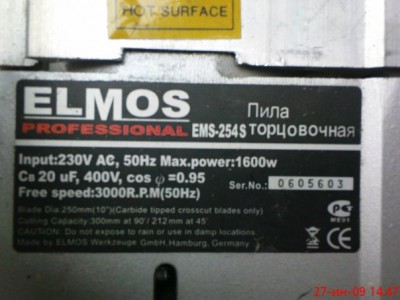 HOT SURFACE
ELMOS
PROFESSIONAL EMS-254S
Пила
торцовочная
Input:230V AC, 50Hz Max.power:1600w
Cв 20 uF, 400V, cos φ =0.95
Free speed:3000R.P.M(50Hz)
Ser.No.: 0605603
Blade Dia:250mm(10")(Carbide tipped crosscut blades only)
Cutting Capacity:300mm at 90°/212mm at 45°
Caution:Do not expose to rain or use in damp locations
Made by ELMOS Werkzeuge GmbH,Hamburg, Germany
27-янв-09 14:47